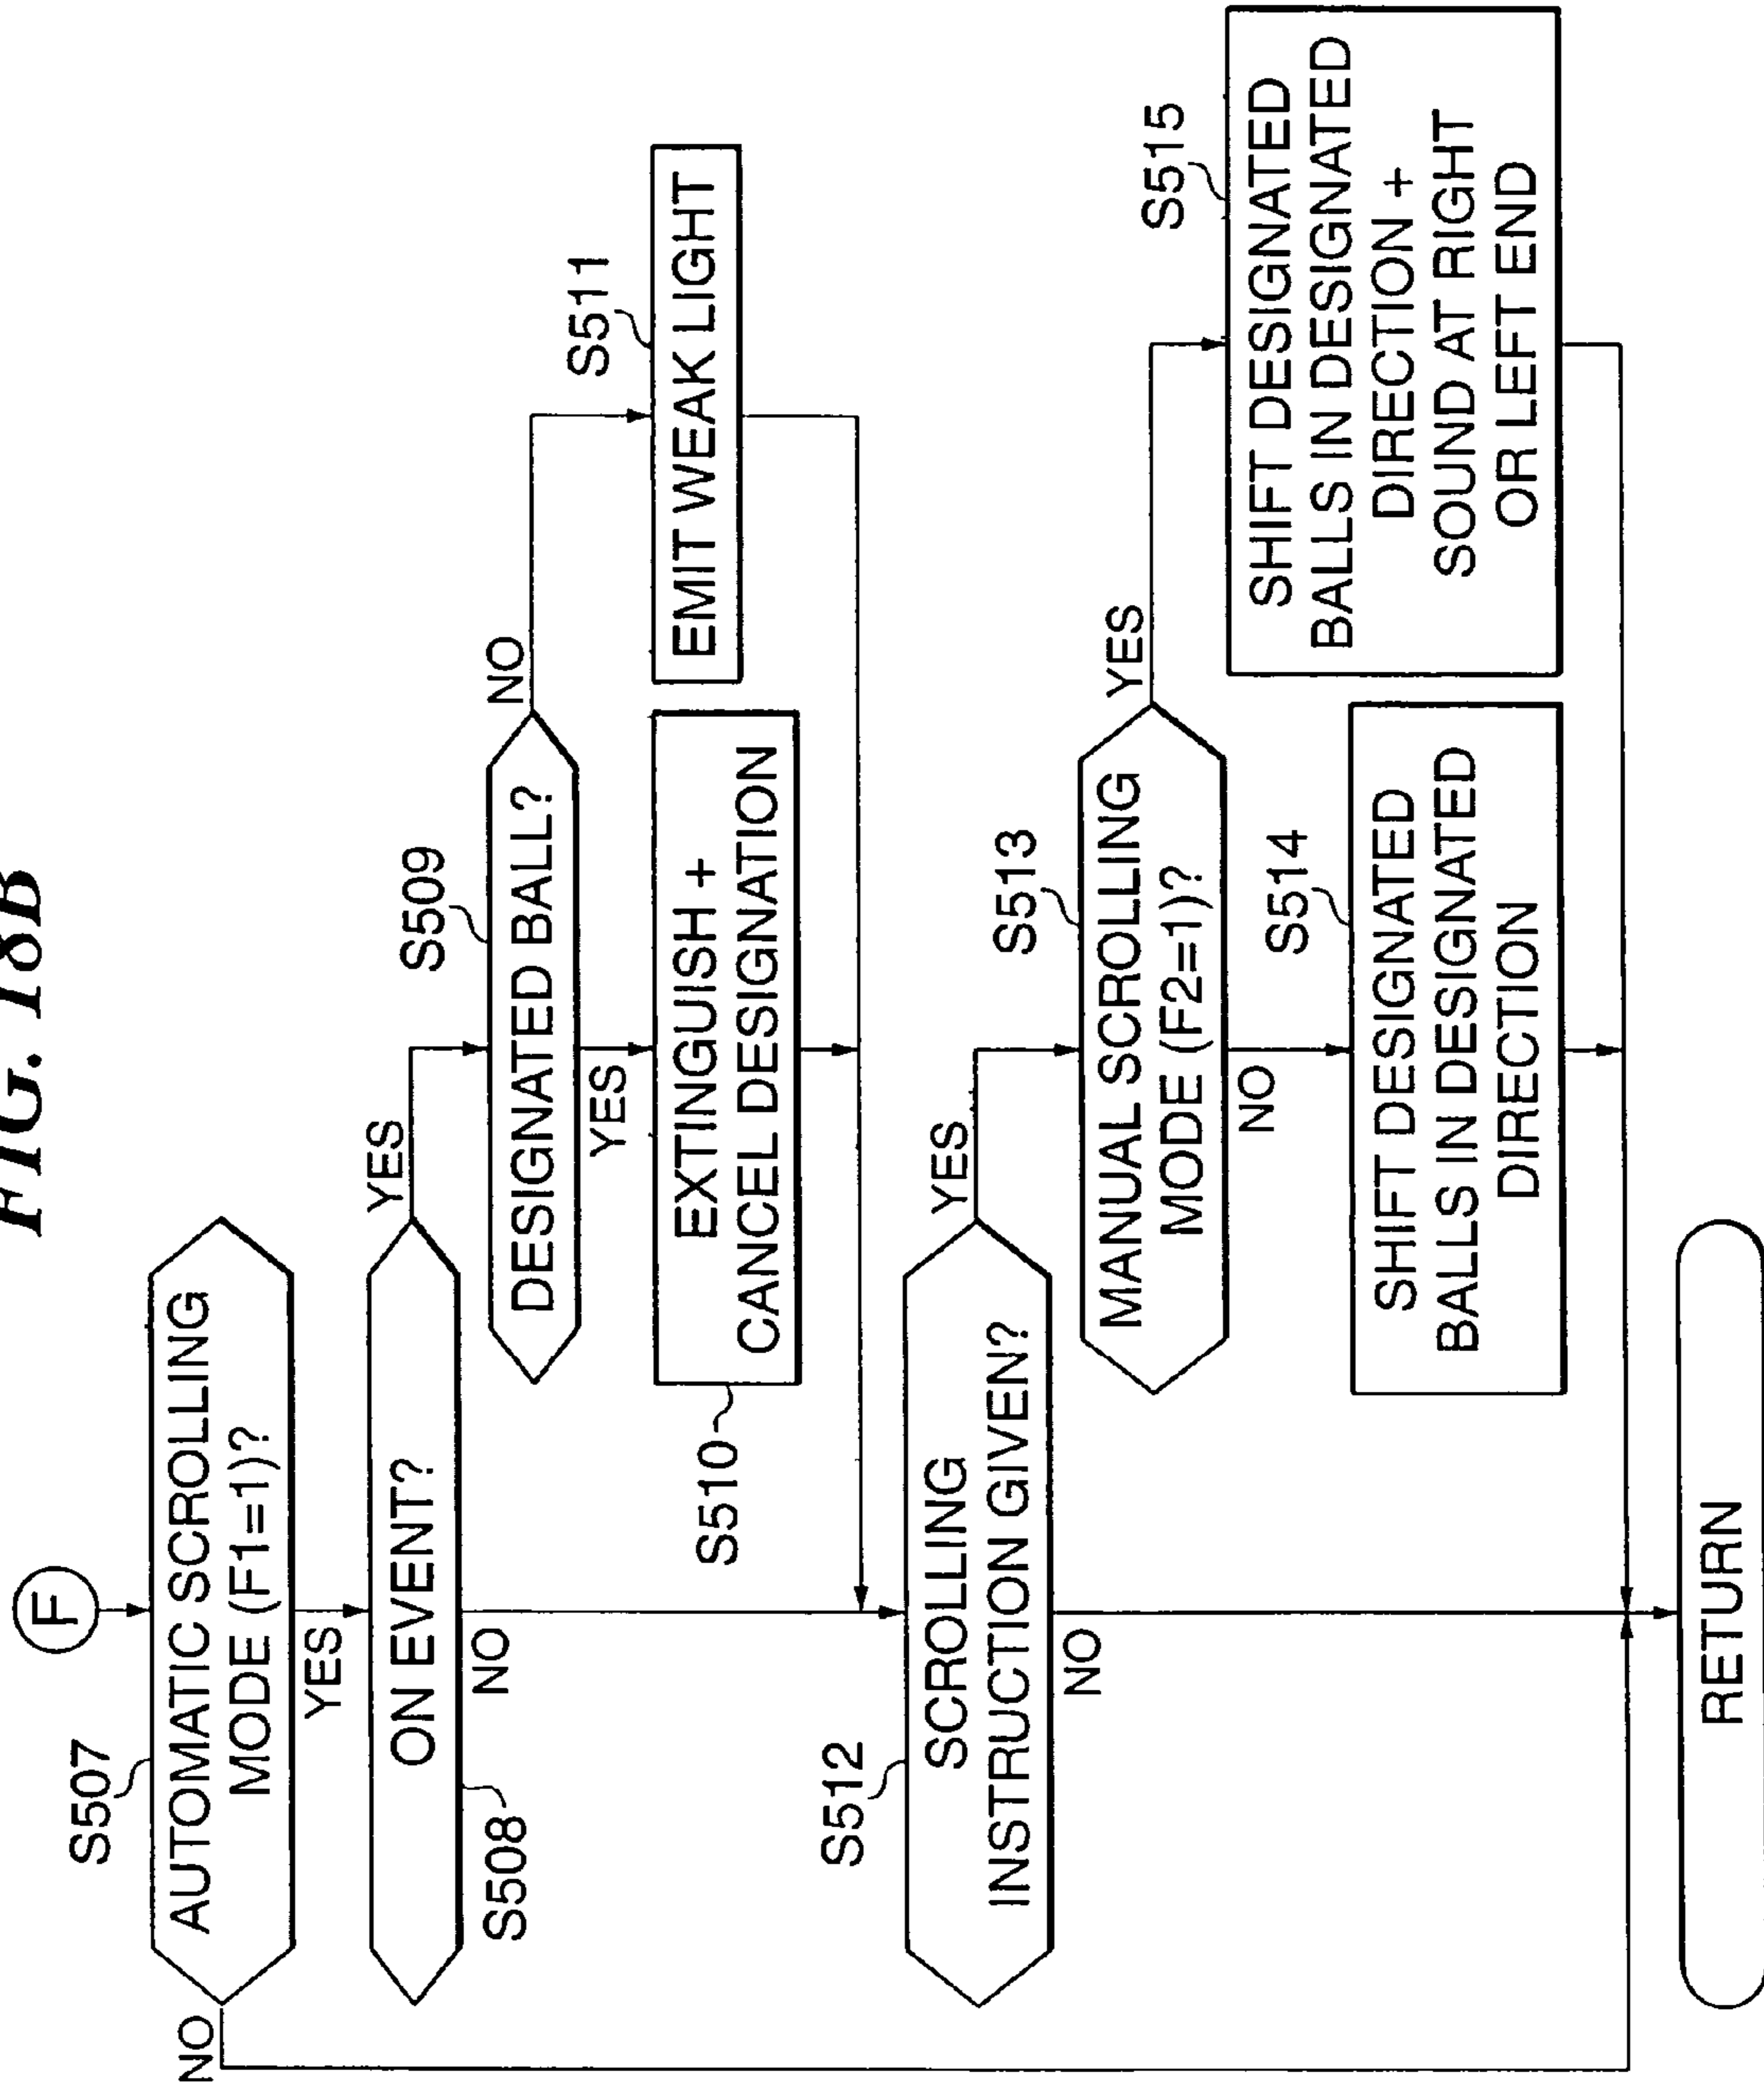 FIG. 18B
F
S507
AUTOMATIC SCROLLING
MODE (F1=1)?
NO
YES
S508
ON EVENT?
YES
NO
S509
DESIGNATED BALL?
NO
YES
S510
EXTINGUISH +
CANCEL DESIGNATION
S511
EMIT WEAK LIGHT
S512
SCROLLING
INSTRUCTION GIVEN?
YES
NO
S513
MANUAL SCROLLING
MODE (F2=1)?
YES
NO
S514
SHIFT DESIGNATED
BALLS IN DESIGNATED
DIRECTION
S515
SHIFT DESIGNATED
BALLS IN DESIGNATED
DIRECTION +
SOUND AT RIGHT
OR LEFT END
RETURN